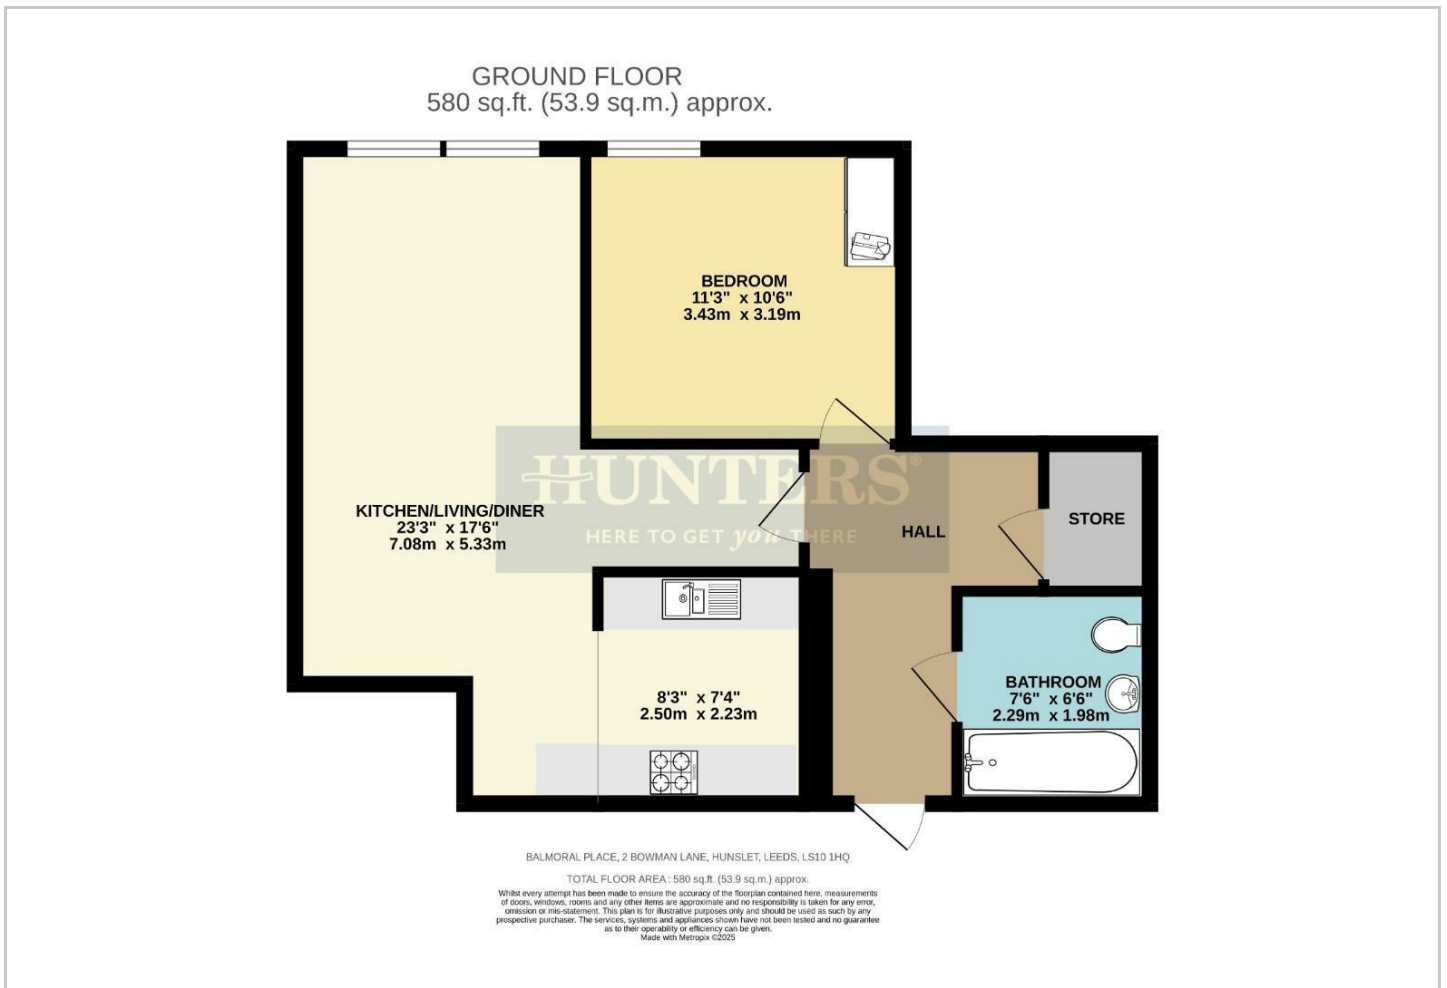 GROUND FLOOR
580 sq.ft. (53.9 sq.m.) approx.
BEDROOM
11'3" x 10'6"
3.43m x 3.19m
HUNTERS®
HERE TO GET you THERE
KITCHEN/LIVING/DINER
23'3" x 17'6"
7.08m x 5.33m
HALL
STORE
8'3" x 7'4"
2.50m x 2.23m
BATHROOM
7'6" x 6'6"
2.29m x 1.98m
BALMORAL PLACE, 2 BOWMAN LANE, HUNSLET, LEEDS, LS10 1HQ
TOTAL FLOOR AREA : 580 sq.ft. (53.9 sq.m.) approx.
Whilst every attempt has been made to ensure the accuracy of the floorplan contained here, measurements
of doors, windows, rooms and any other items are approximate and no responsibility is taken for any error,
omission or mis-statement. This plan is for illustrative purposes only and should be used as such by any
prospective purchaser. The services, systems and appliances shown have not been tested and no guarantee
as to their operability or efficiency can be given.
Made with Metropix ©2025